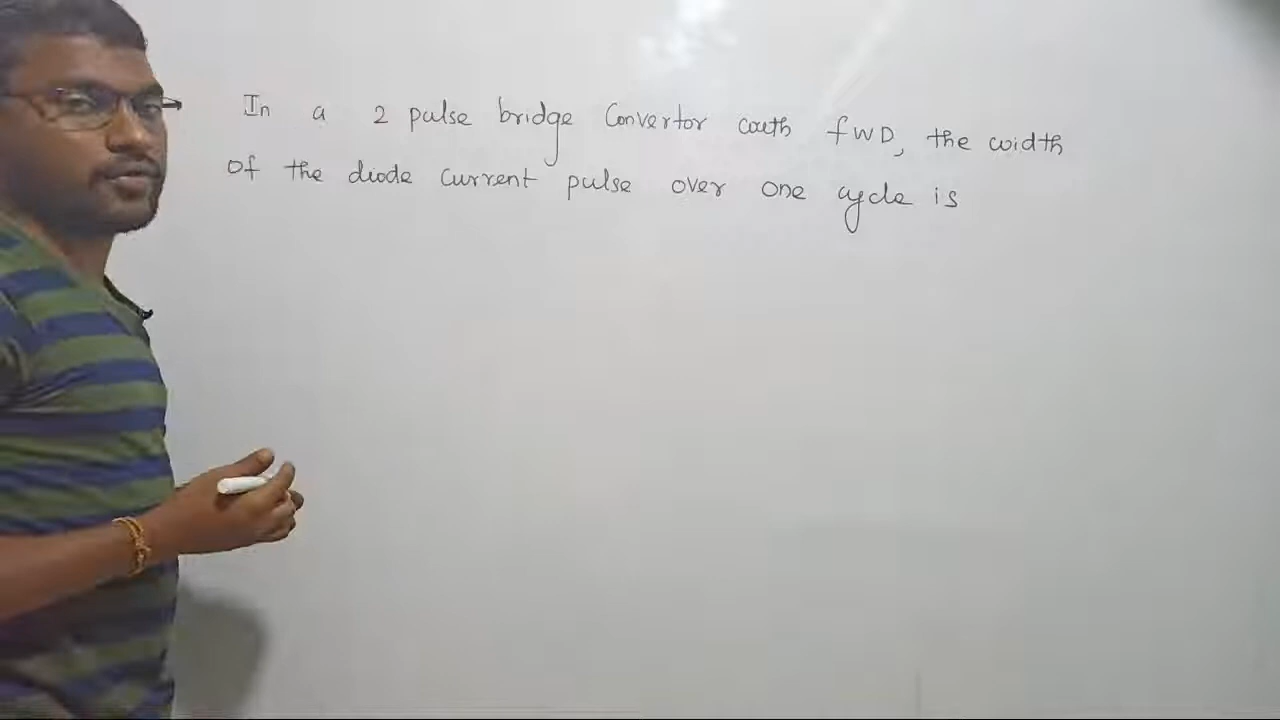 In a 2 pulse bridge Convertor with fWD, the width
Of the diode current pulse over one cycle is